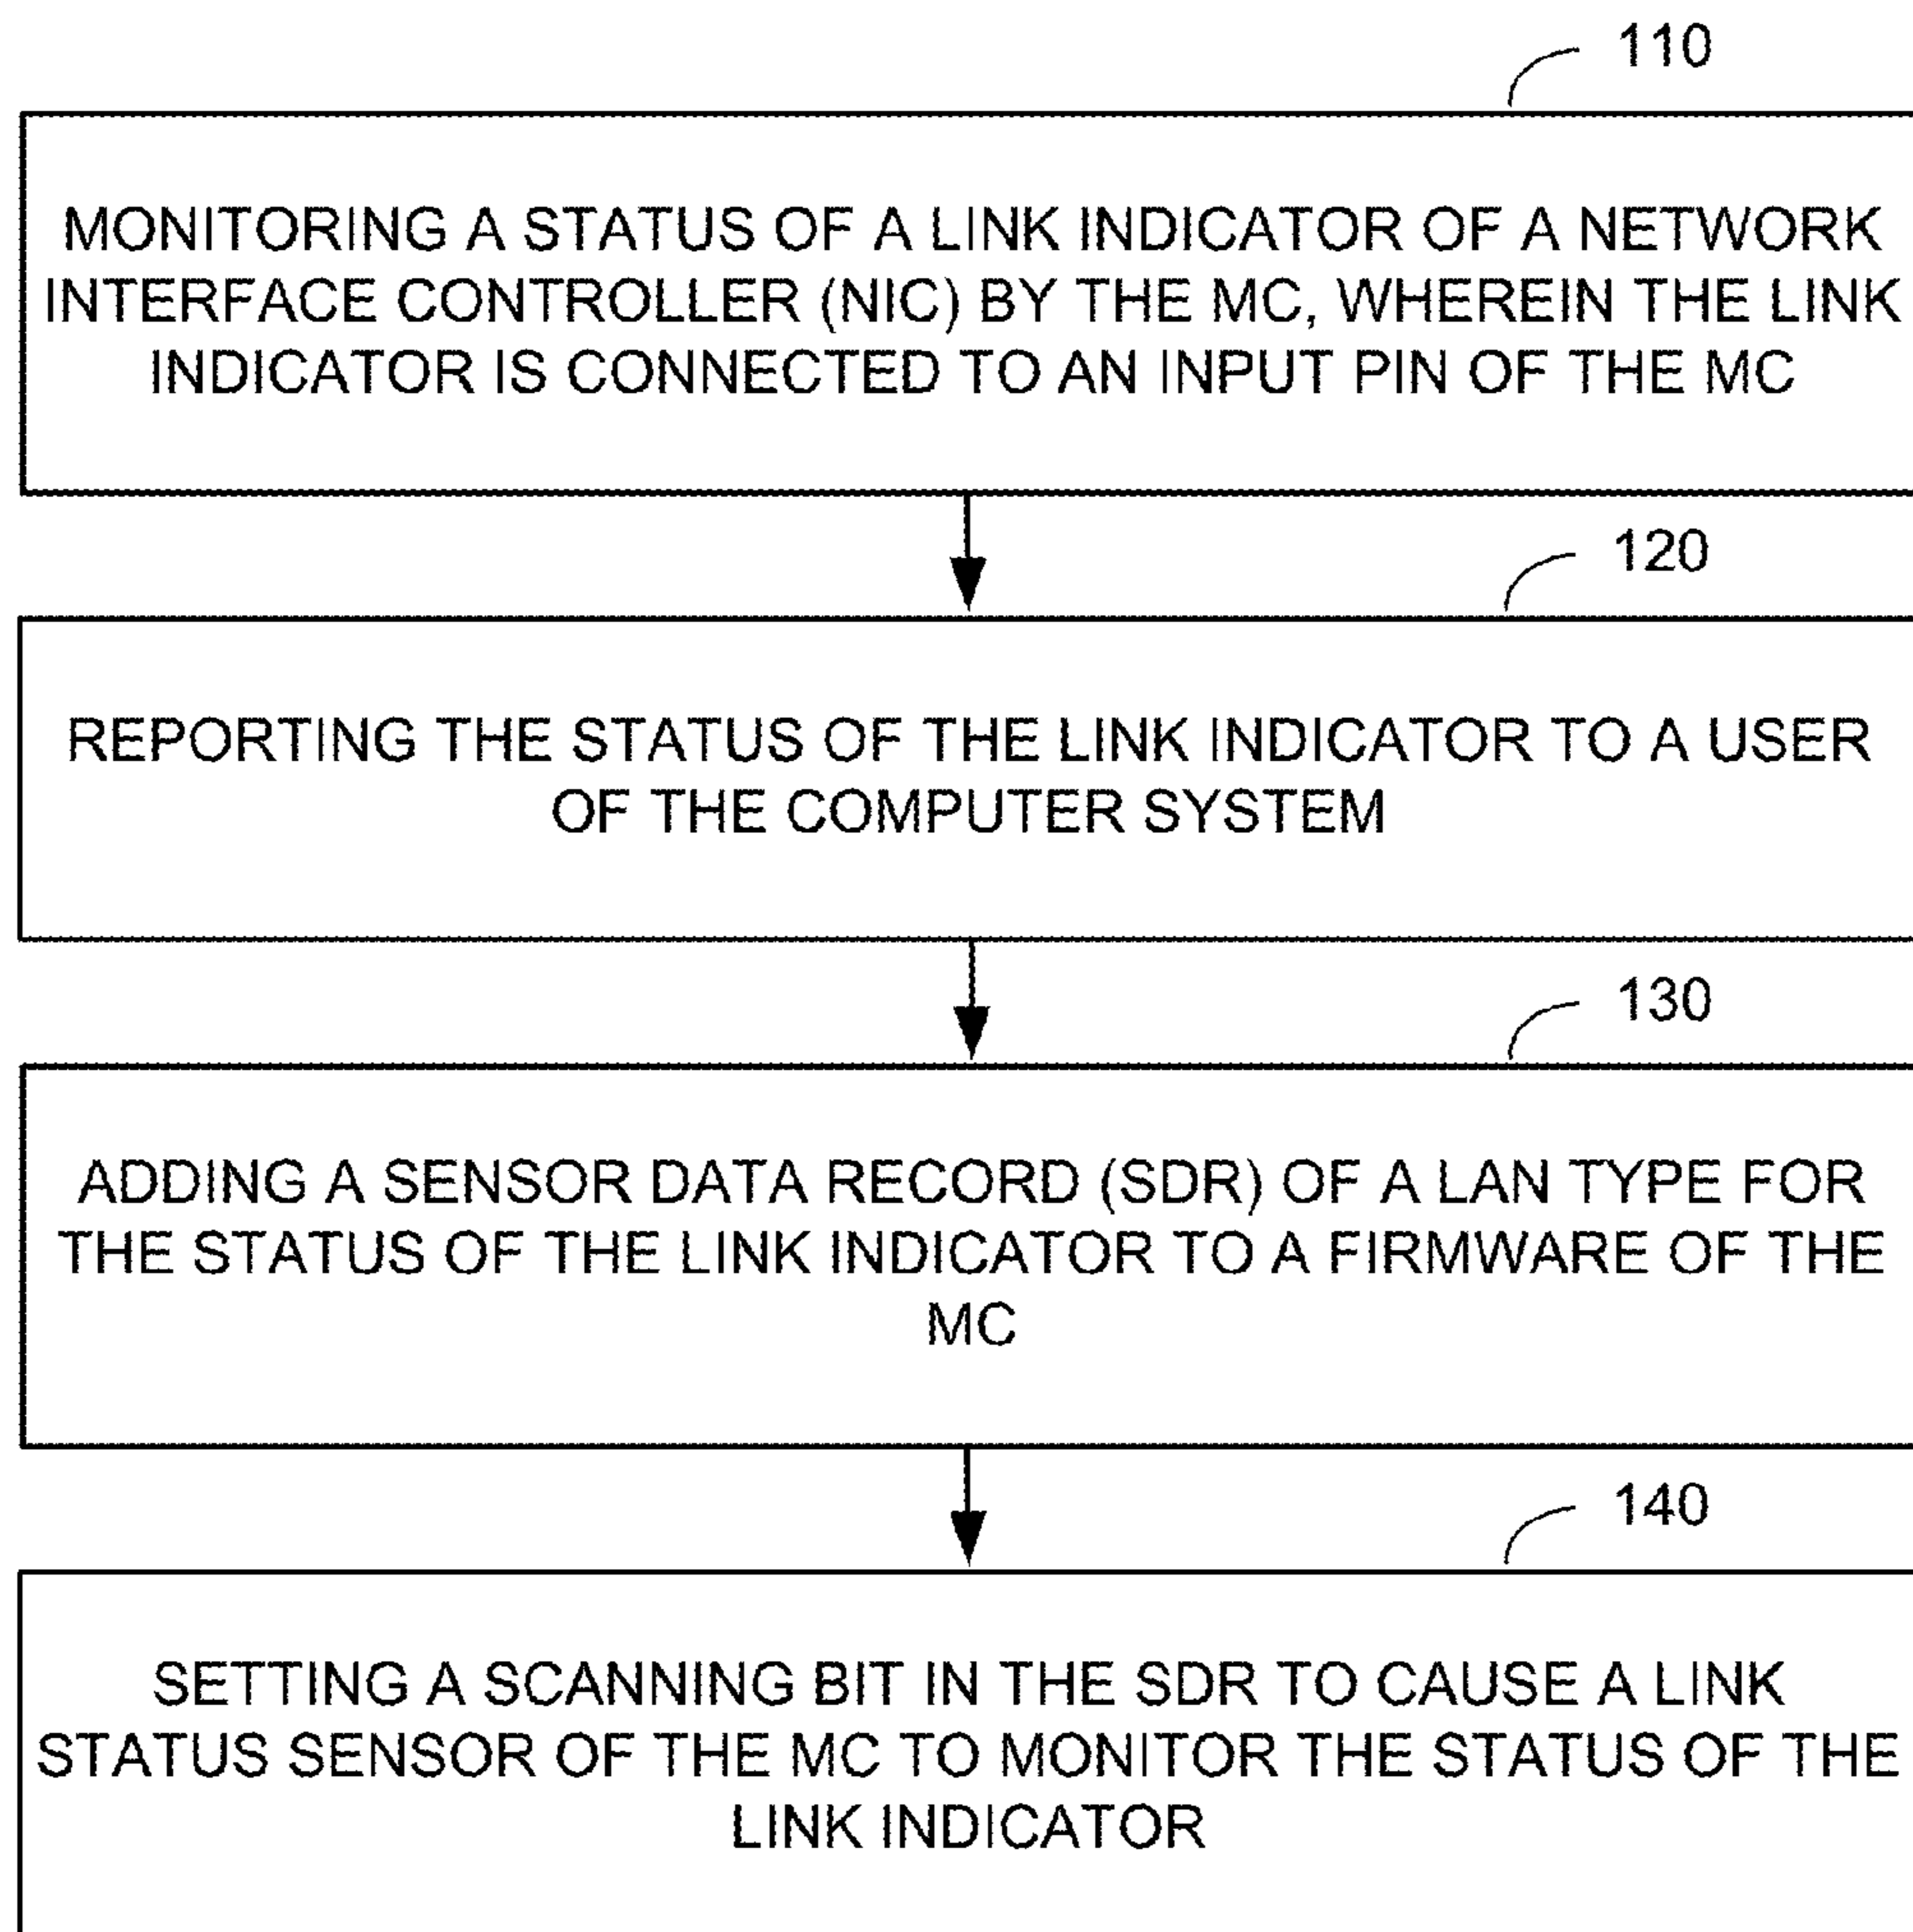 110
MONITORING A STATUS OF A LINK INDICATOR OF A NETWORK
INTERFACE CONTROLLER (NIC) BY THE MC, WHEREIN THE LINK
INDICATOR IS CONNECTED TO AN INPUT PIN OF THE MC
120
REPORTING THE STATUS OF THE LINK INDICATOR TO A USER
OF THE COMPUTER SYSTEM
130
ADDING A SENSOR DATA RECORD (SDR) OF A LAN TYPE FOR
THE STATUS OF THE LINK INDICATOR TO A FIRMWARE OF THE
MC
140
SETTING A SCANNING BIT IN THE SDR TO CAUSE A LINK
STATUS SENSOR OF THE MC TO MONITOR THE STATUS OF THE
LINK INDICATOR